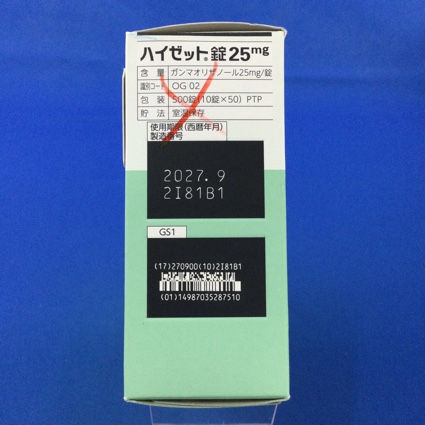 ハイゼット®錠25mg
含 量 ガンマオリザノール25mg/錠
識別コード OG 02
包 装 500錠(10錠×50) PTP
貯 法 室温保存
使用期限(西暦年月)
製造番号
2027. 9
2I81B1
GS1
(17)270900(10)2I81B1
(01)14987035287510